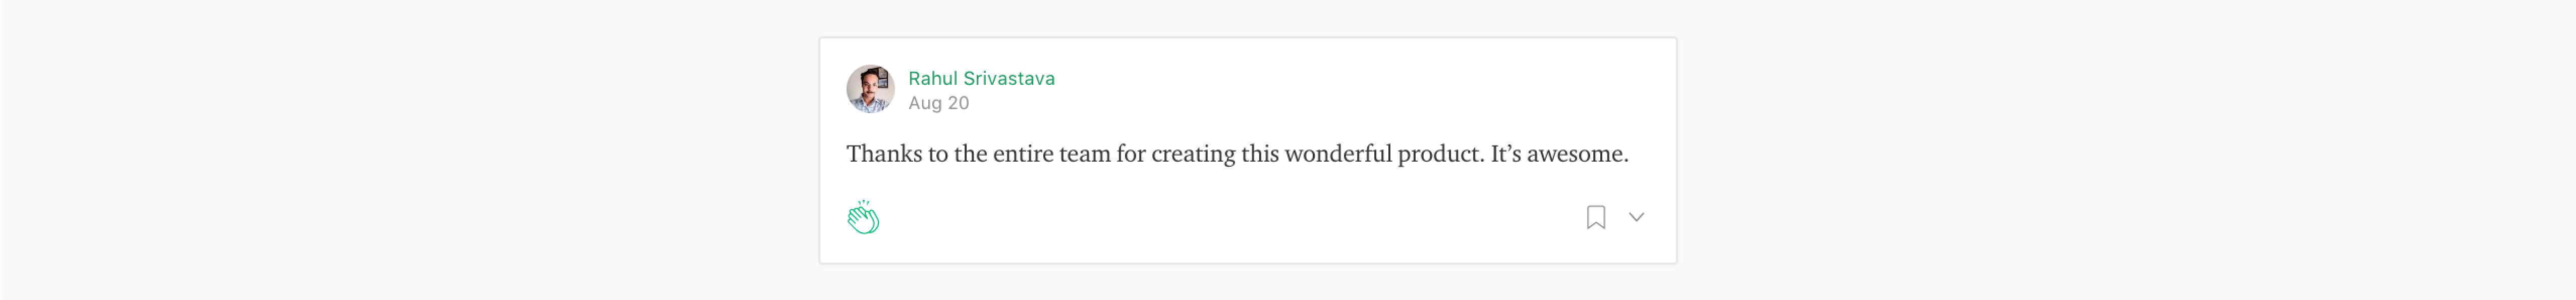 Rahul Srivastava
Aug 20
Thanks to the entire team for creating this wonderful product. It’s awesome.